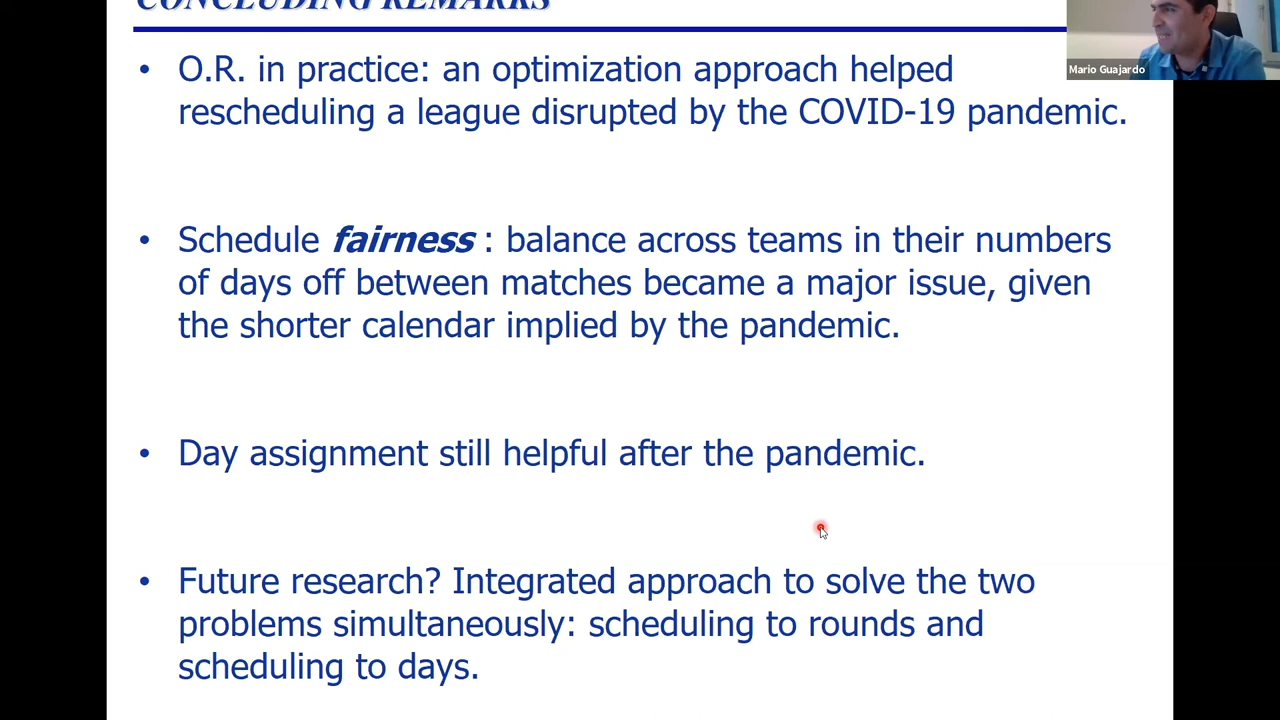 CONCLUDING REMARKS
• O.R. in practice: an optimization approach helped
rescheduling a league disrupted by the COVID-19 pandemic.
• Schedule fairness : balance across teams in their numbers
of days off between matches became a major issue, given
the shorter calendar implied by the pandemic.
• Day assignment still helpful after the pandemic.
• Future research? Integrated approach to solve the two
problems simultaneously: scheduling to rounds and
scheduling to days.
Mario Guajardo